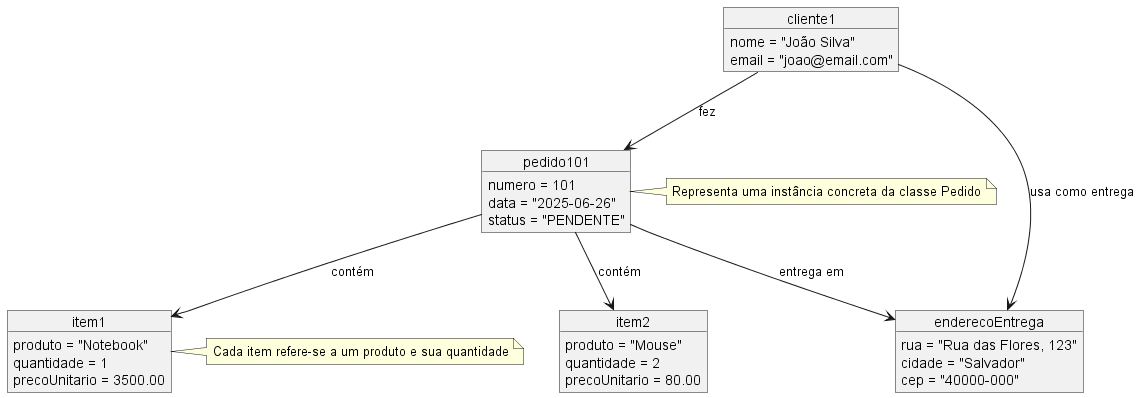 cliente1
nome = "João Silva"
email = "joao@email.com"
fez
pedido101
numero = 101
data = "2025-06-26"
status = "PENDENTE"
Representa uma instância concreta da classe Pedido
usa como entrega
contém
contém
entrega em
item1
produto = "Notebook"
quantidade = 1
precoUnitario = 3500.00
Cada item refere-se a um produto e sua quantidade
item2
produto = "Mouse"
quantidade = 2
precoUnitario = 80.00
enderecoEntrega
rua = "Rua das Flores, 123"
cidade = "Salvador"
cep = "40000-000"